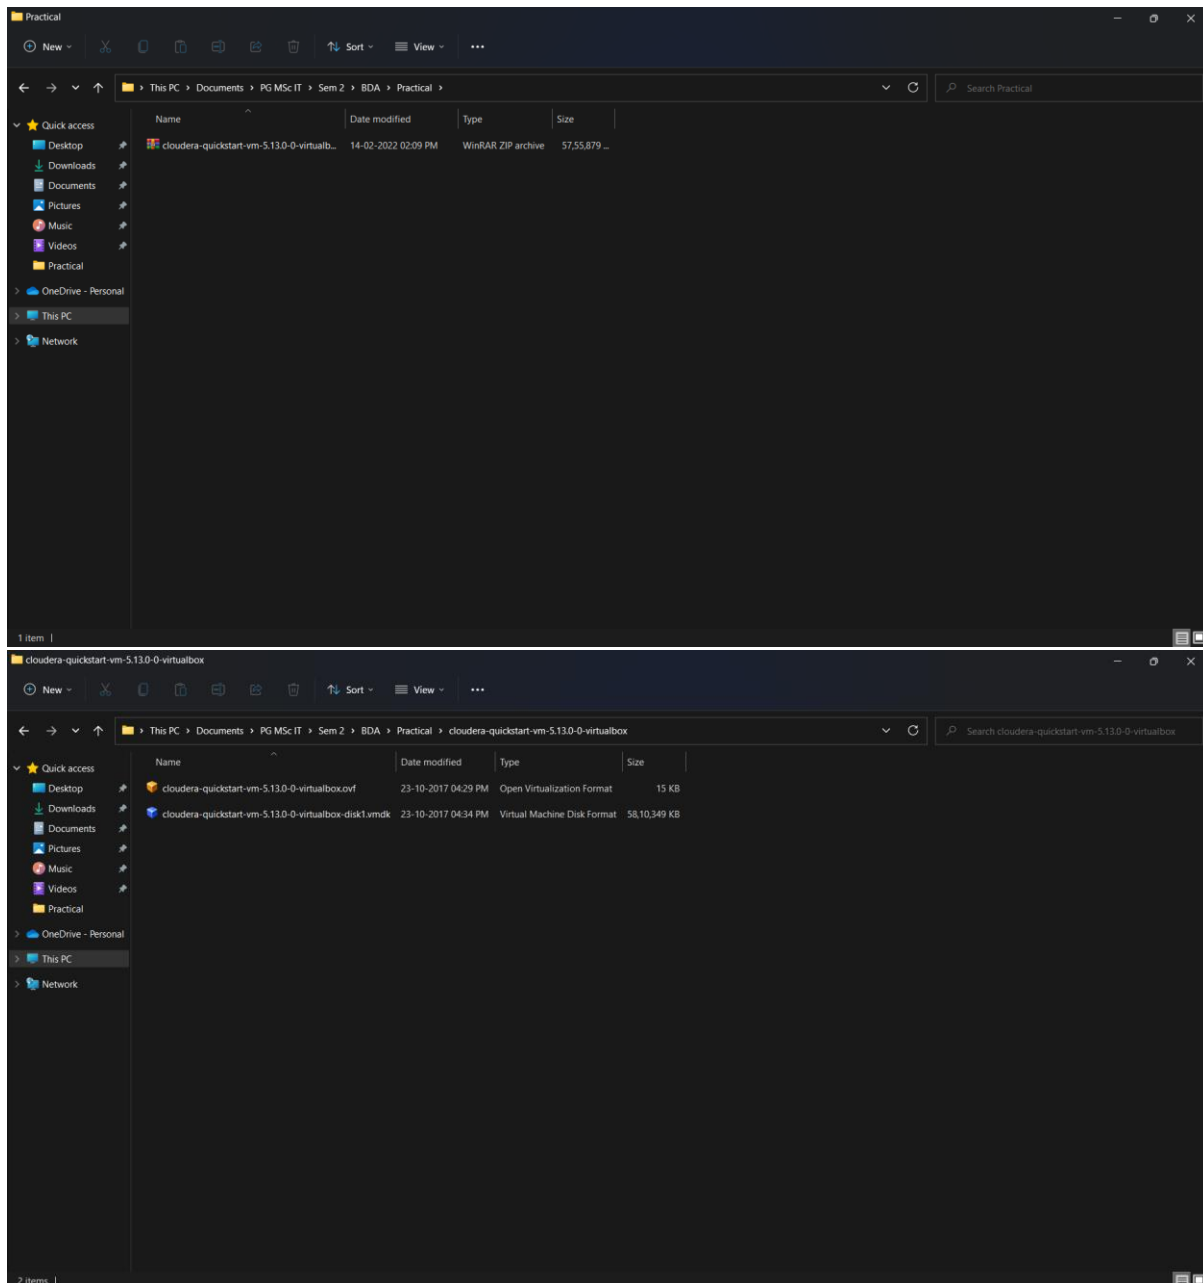 Practical
New
Sort
View
This PC > Documents > PG MSc IT > Sem 2 > BDA > Practical >
Search Practical
Name Date modified Type Size
Quick access
Desktop
Downloads
Documents
Pictures
Music
Videos
Practical
OneDrive - Personal
This PC
Network
cloudera-quickstart-vm-5.13.0-0-virtualb... 14-02-2022 02:09 PM WinRAR ZIP archive 57,55,879 ...
1 item
cloudera-quickstart-vm-5.13.0-0-virtualbox
New
Sort
View
This PC > Documents > PG MSc IT > Sem 2 > BDA > Practical > cloudera-quickstart-vm-5.13.0-0-virtualbox
Search cloudera-quickstart-vm-5.13.0-0-virtualbox
Name Date modified Type Size
Quick access
Desktop
Downloads
Documents
Pictures
Music
Videos
Practical
OneDrive - Personal
This PC
Network
cloudera-quickstart-vm-5.13.0-0-virtualbox.ovf 23-10-2017 04:29 PM Open Virtualization Format 15 KB
cloudera-quickstart-vm-5.13.0-0-virtualbox-disk1.vmdk 23-10-2017 04:34 PM Virtual Machine Disk Format 58,10,349 KB
2 items